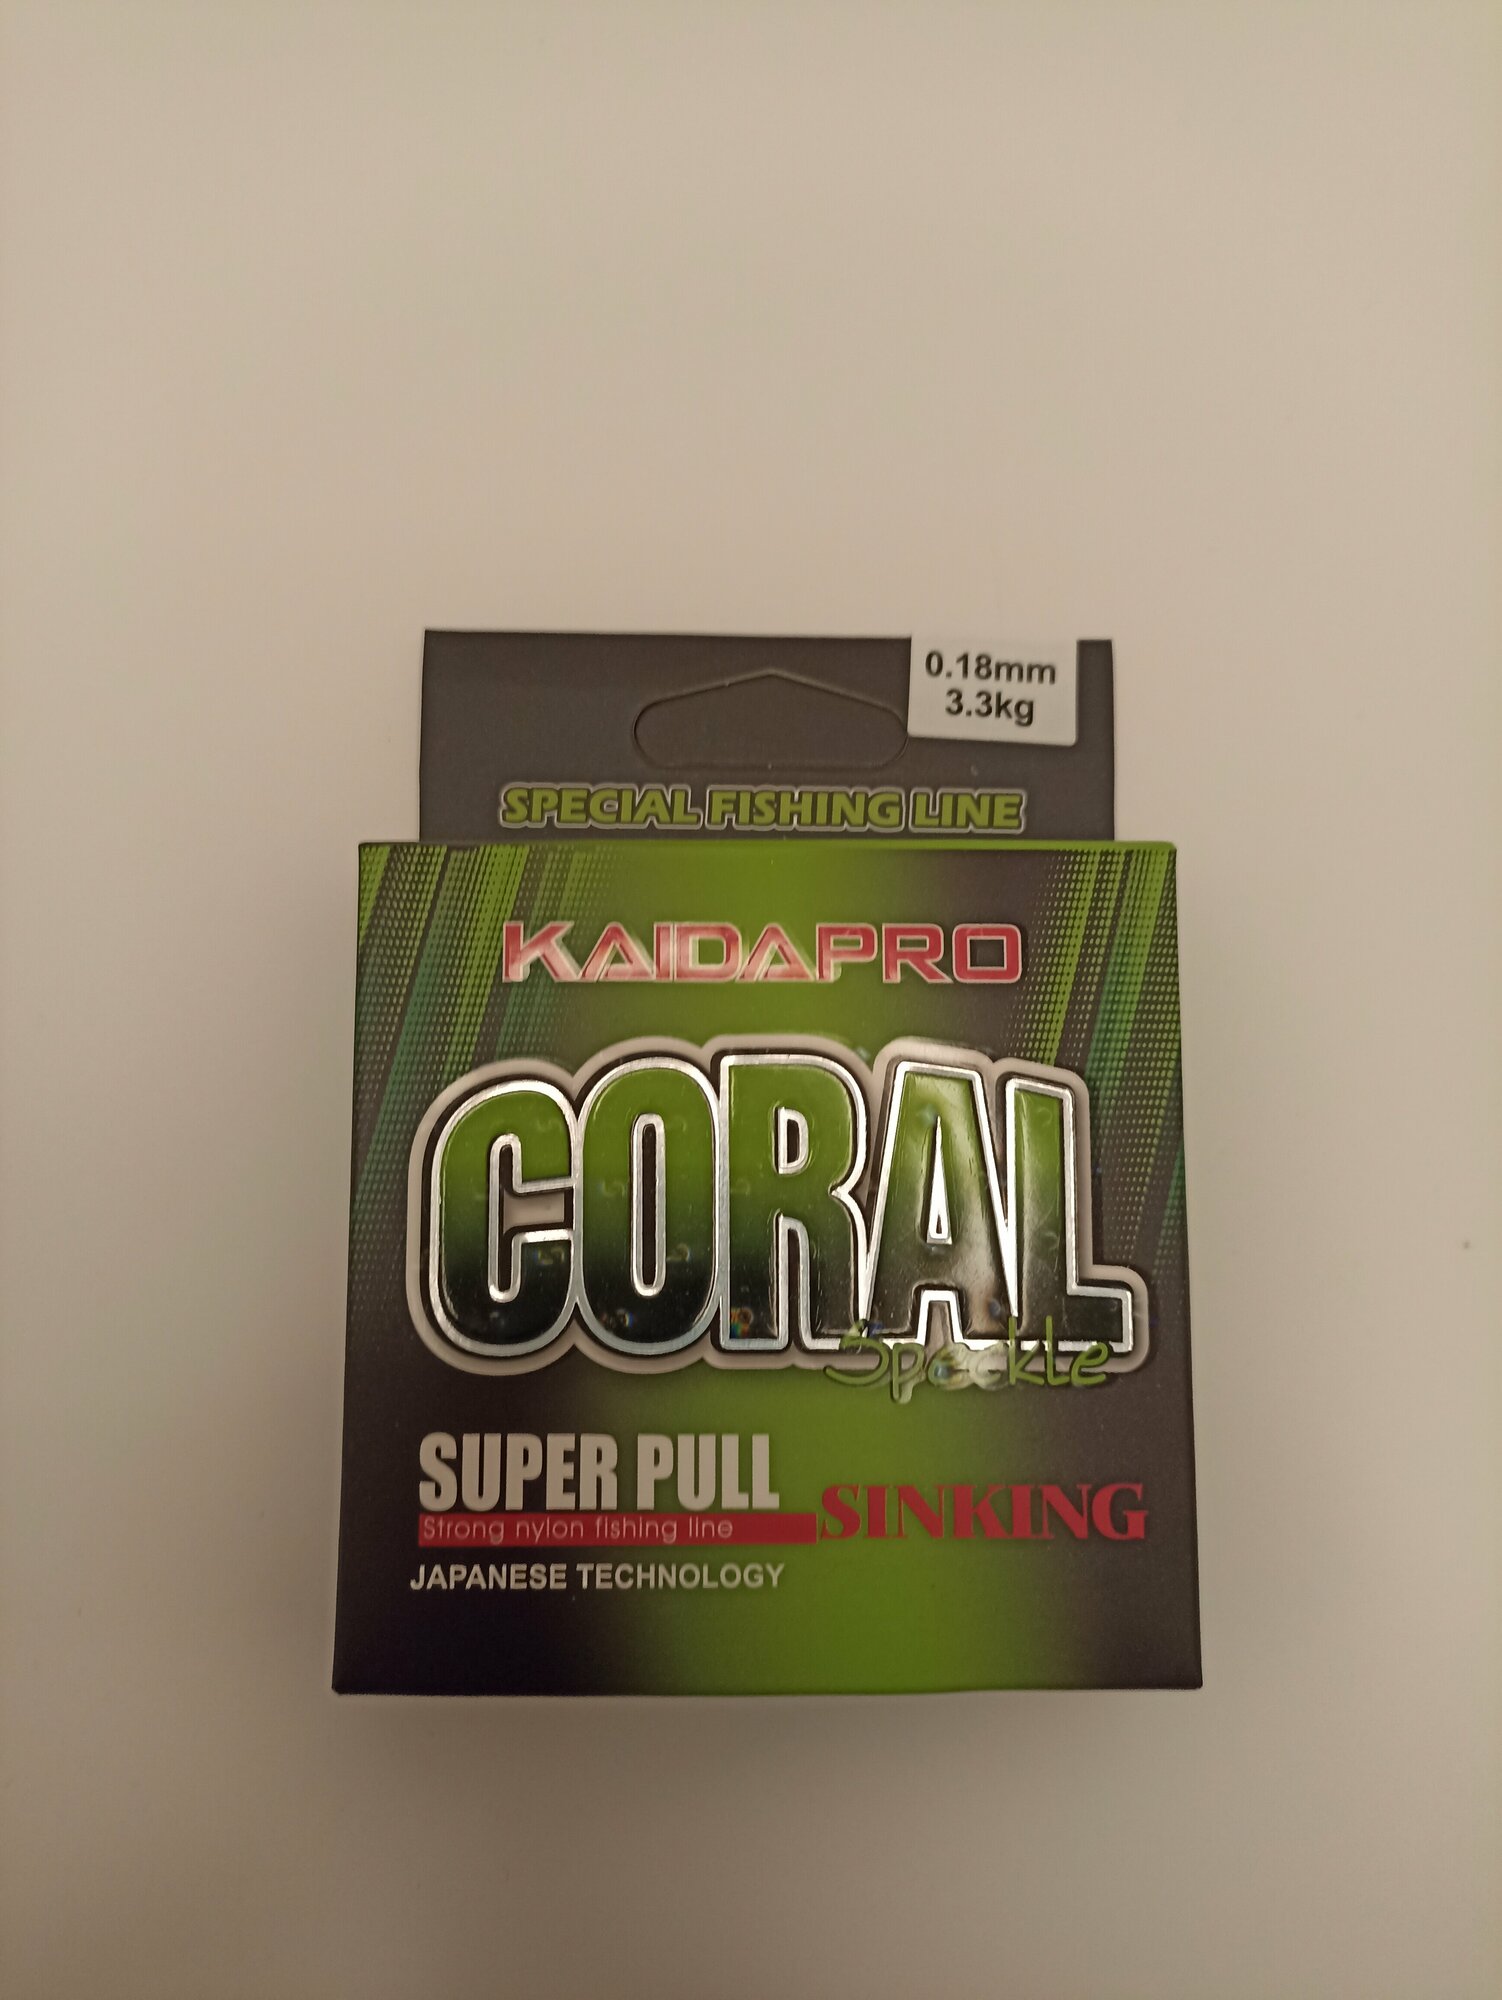 0.18mm
3.3kg
SPECIAL FISHING LINE
KAIDAPRO
CORAL
Speckle
SUPER PULL
Strong nylon fishing line
SINKING
JAPANESE TECHNOLOGY